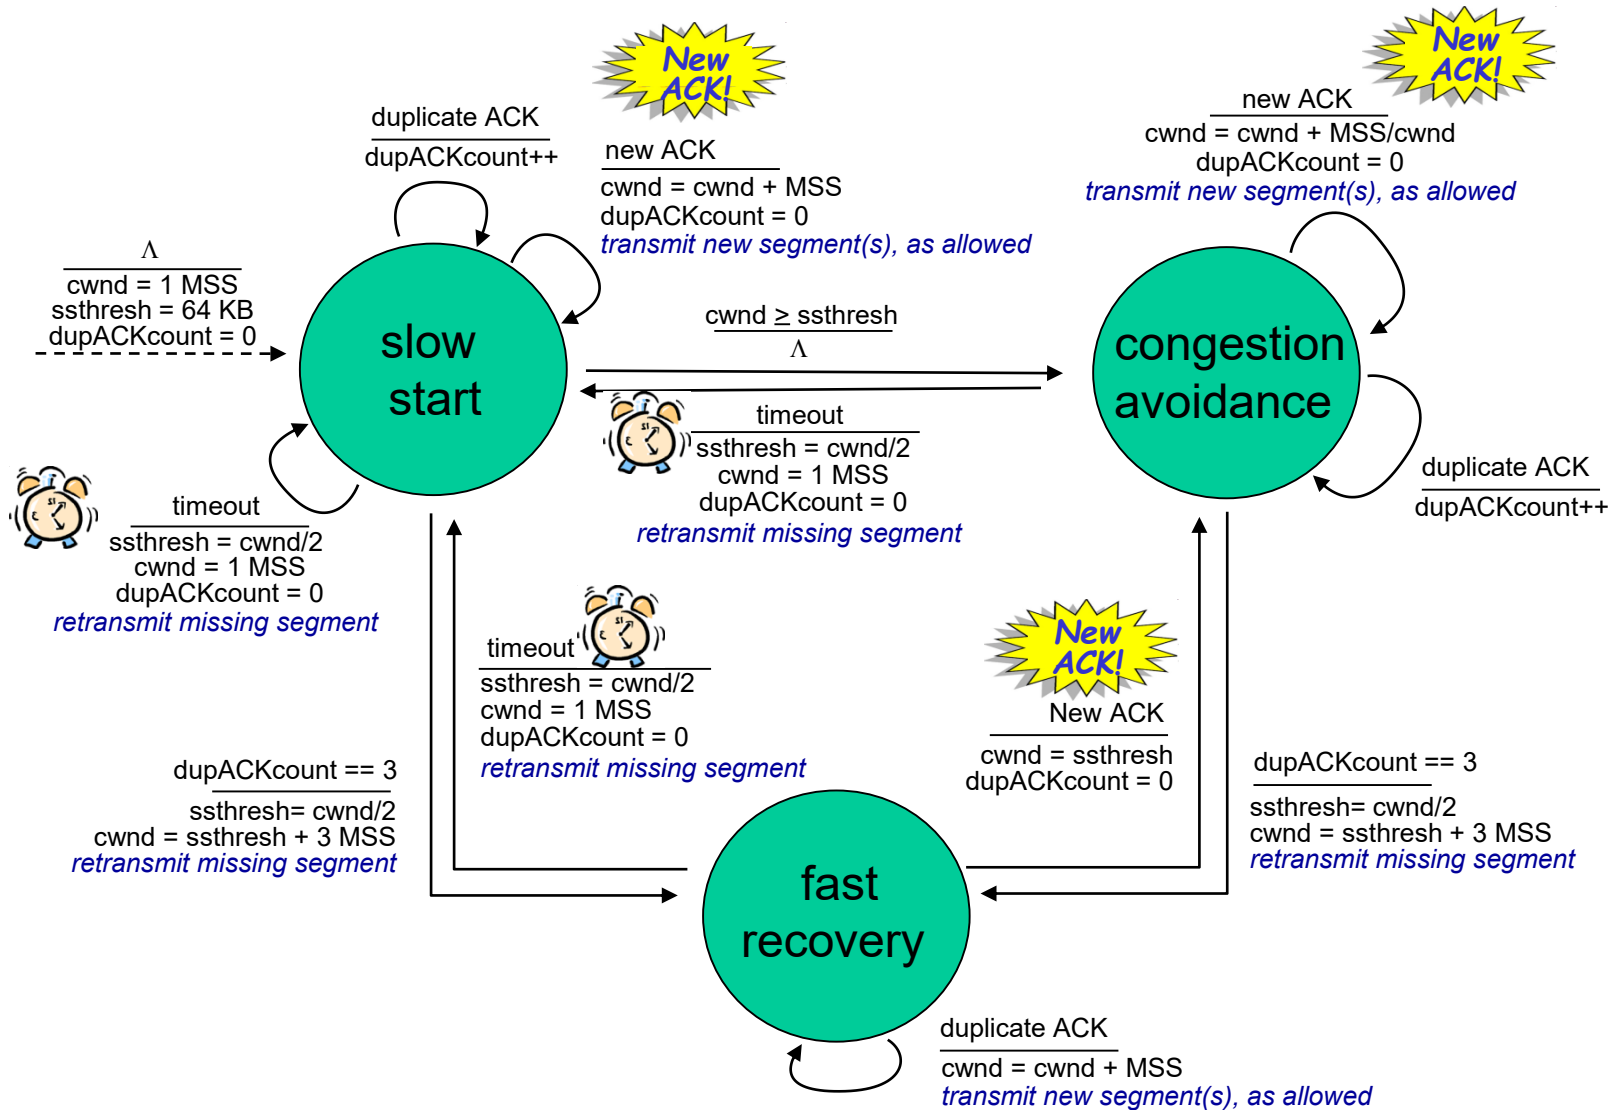 New
ACK!
New
ACK!
duplicate ACK
dupACKcount++
new ACK
cwnd = cwnd + MSS
dupACKcount = 0
transmit new segment(s), as allowed
new ACK
cwnd = cwnd + MSS/cwnd
dupACKcount = 0
transmit new segment(s), as allowed
Λ
cwnd = 1 MSS
ssthresh = 64 KB
dupACKcount = 0
slow
start
cwnd ≥ ssthresh
Λ
congestion
avoidance
timeout
ssthresh = cwnd/2
cwnd = 1 MSS
dupACKcount = 0
retransmit missing segment
duplicate ACK
dupACKcount++
timeout
ssthresh = cwnd/2
cwnd = 1 MSS
dupACKcount = 0
retransmit missing segment
timeout
ssthresh = cwnd/2
cwnd = 1 MSS
dupACKcount = 0
retransmit missing segment
New
ACK!
New ACK
cwnd = ssthresh
dupACKcount = 0
dupACKcount == 3
ssthresh= cwnd/2
cwnd = ssthresh + 3 MSS
retransmit missing segment
dupACKcount == 3
ssthresh= cwnd/2
cwnd = ssthresh + 3 MSS
retransmit missing segment
fast
recovery
duplicate ACK
cwnd = cwnd + MSS
transmit new segment(s), as allowed